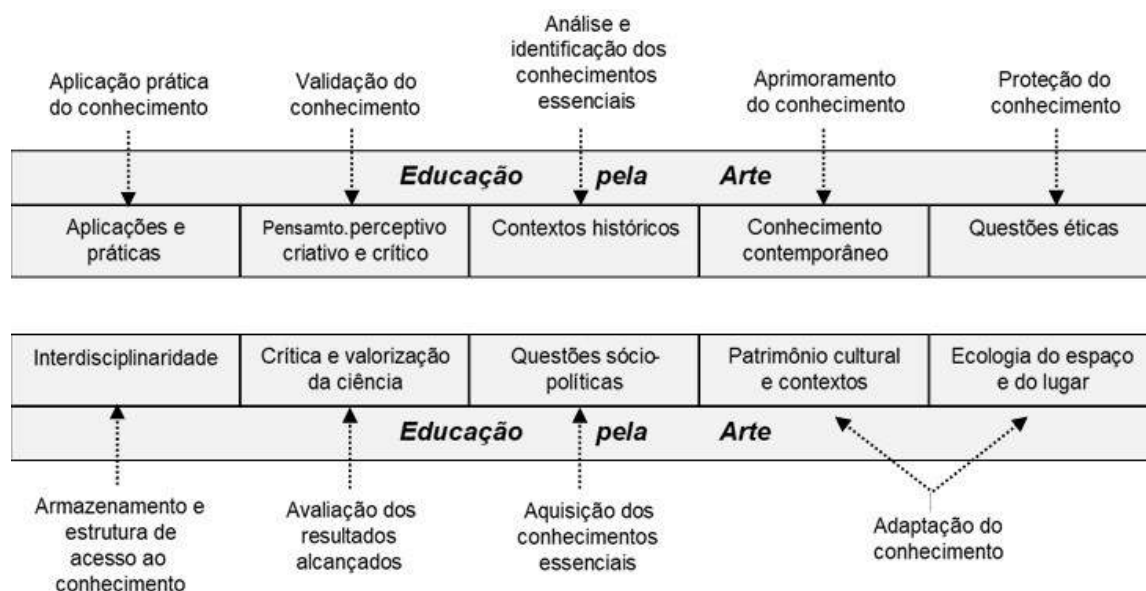 Aplicação prática
do conhecimento
Validação do
conhecimento
Análise e
identificação dos
conhecimentos
essenciais
Aprimoramento
do conhecimento
Proteção do
conhecimento
Educação pela Arte
Aplicações e
práticas
Pensamto.perceptivo
criativo e crítico
Contextos históricos
Conhecimento
contemporâneo
Questões éticas
Interdisciplinaridade
Crítica e valorização
da ciência
Questões sócio-
políticas
Patrimônio cultural
e contextos
Ecologia do espaço
e do lugar
Educação pela Arte
Armazenamento e
estrutura de
acesso ao
conhecimento
Avaliação dos
resultados
alcançados
Aquisição dos
conhecimentos
essenciais
Adaptação do
conhecimento